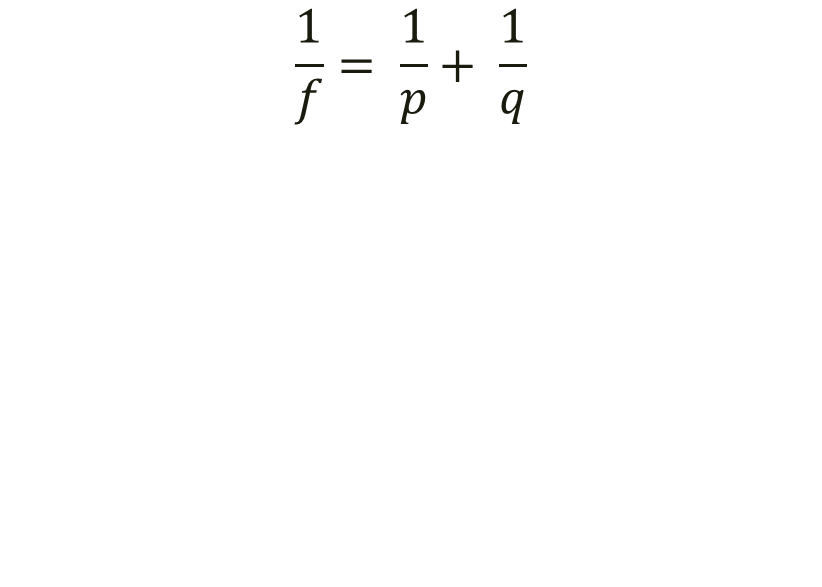 1/f = 1/p + 1/q